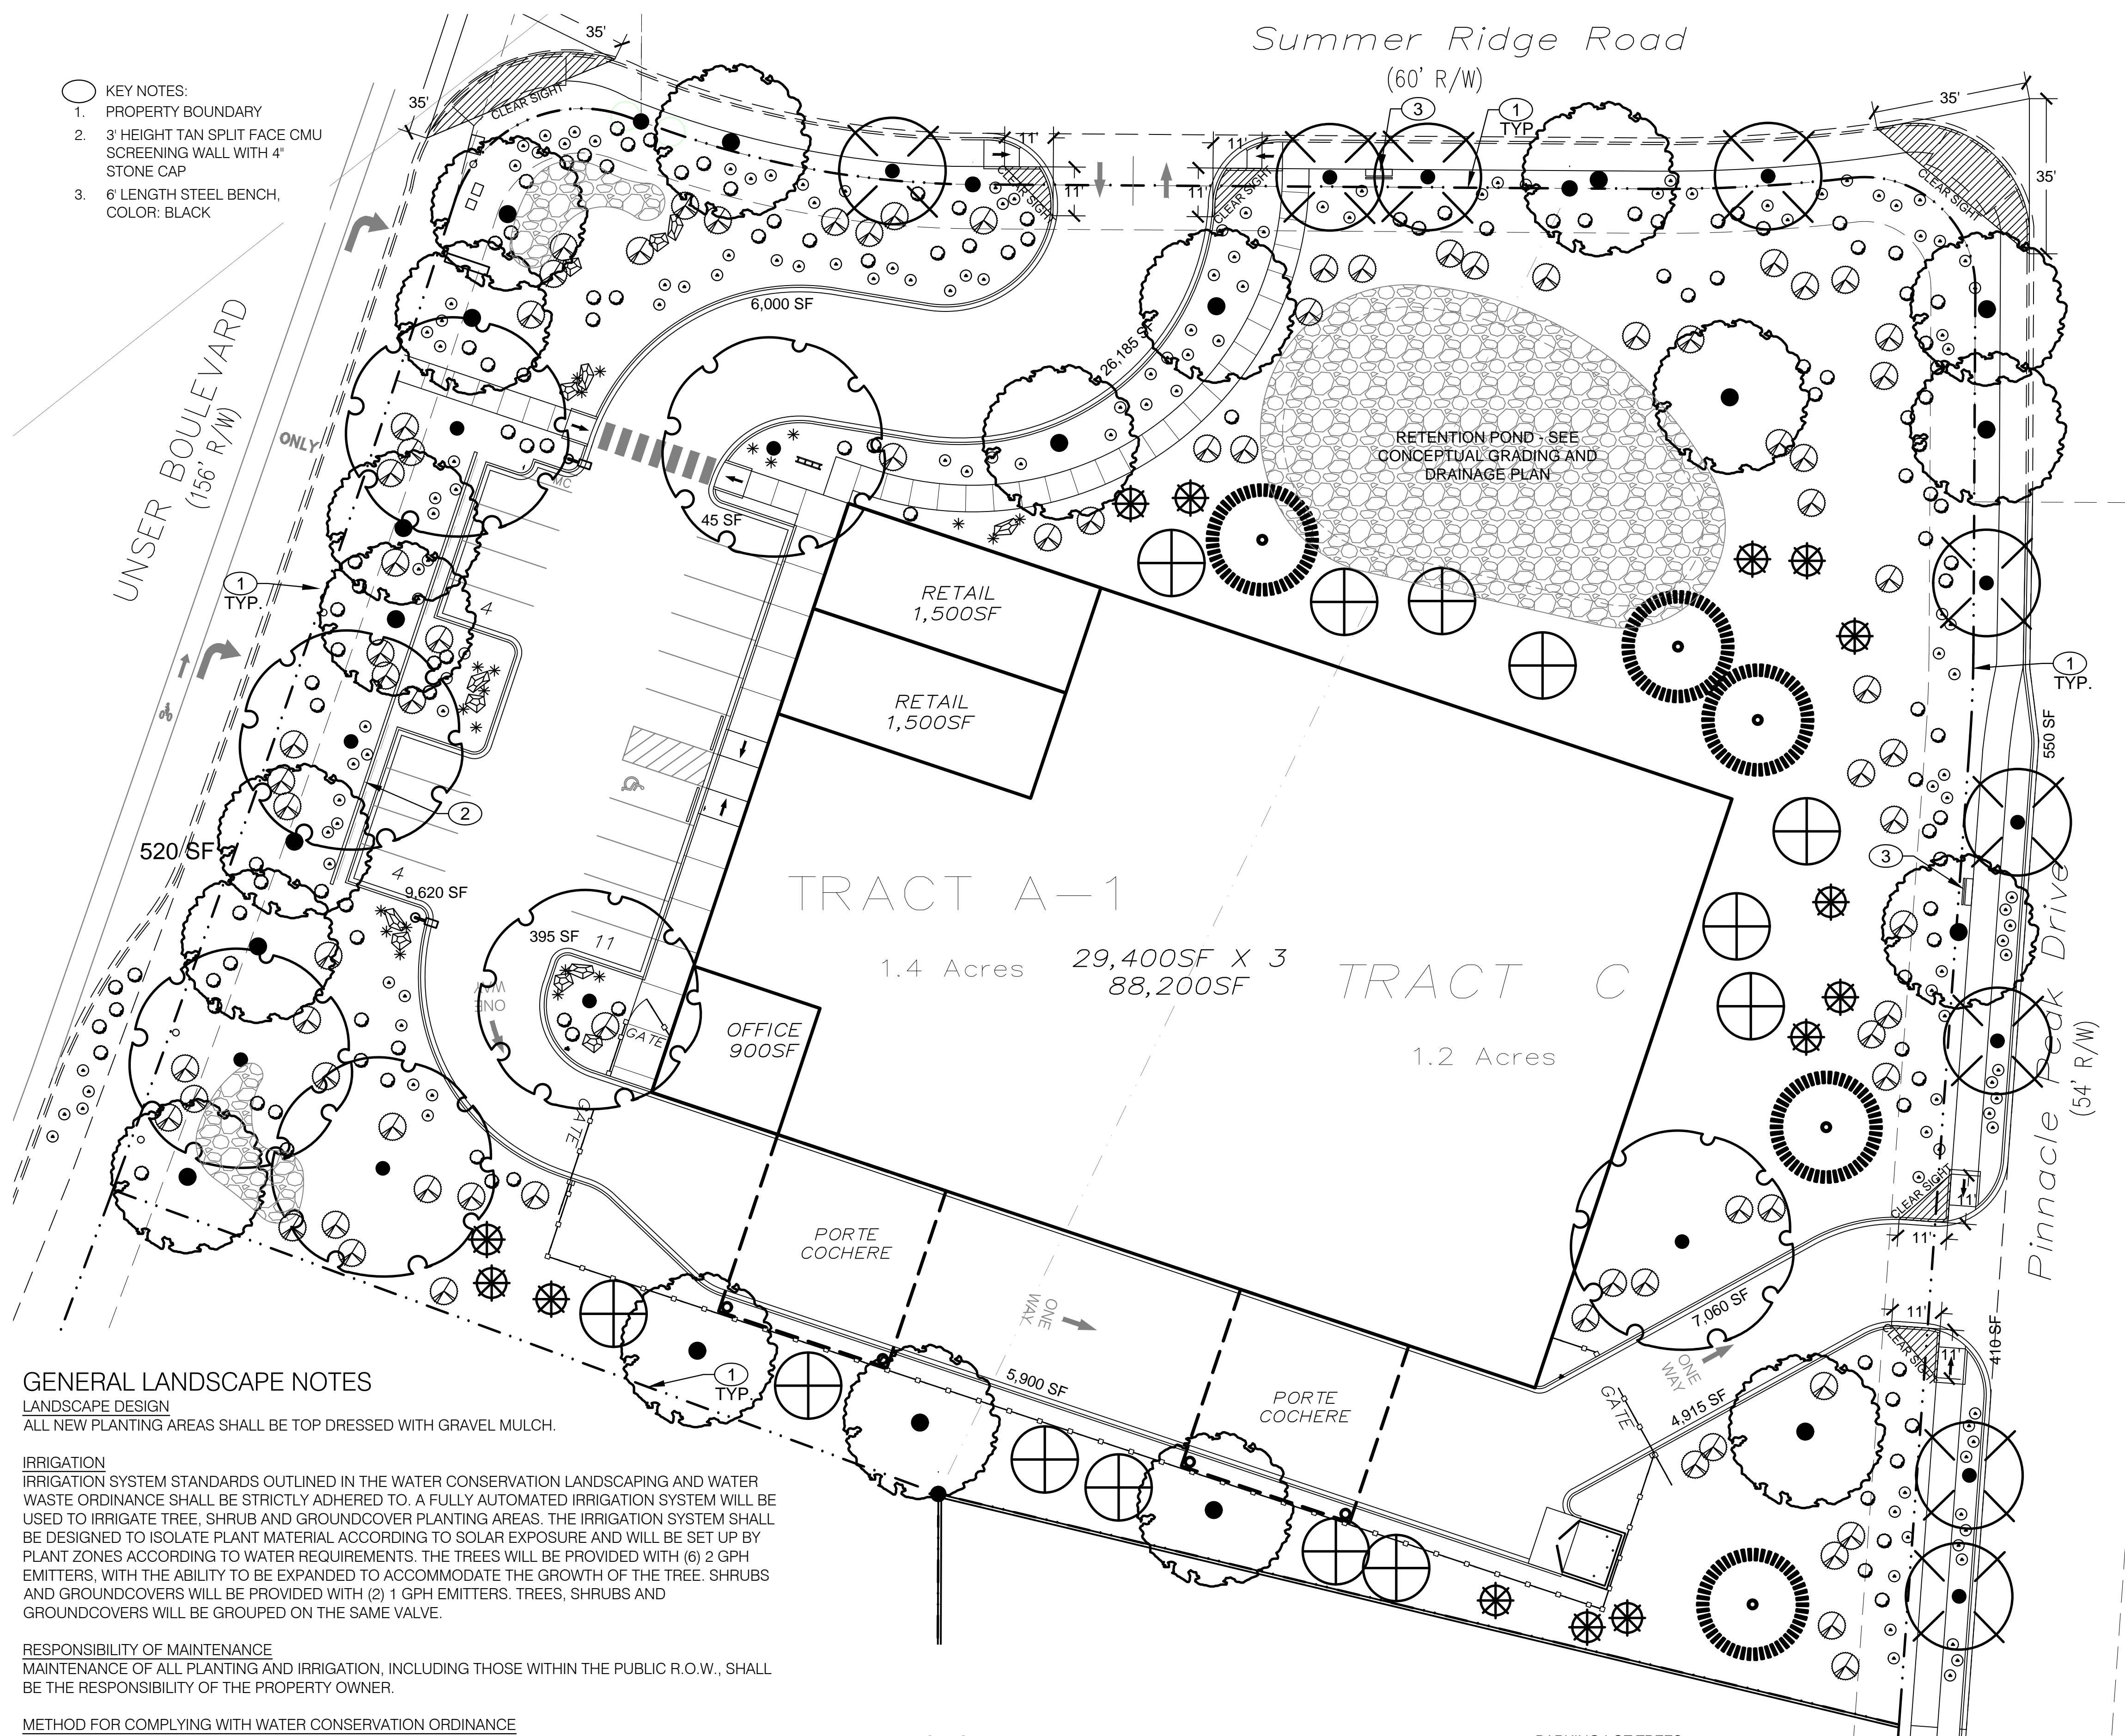 Summer Ridge Road
(60' R/W)
35'
35'
CLEAR SIGHT
KEY NOTES:
1. PROPERTY BOUNDARY
2. 3' HEIGHT TAN SPLIT FACE CMU
SCREENING WALL WITH 4"
STONE CAP
3. 6' LENGTH STEEL BENCH,
COLOR: BLACK
11'
11'
CLEAR SIGHT
11'
11'
CLEAR SIGHT
3
1
TYP.
35'
35'
CLEAR SIGHT
UNSER BOULEVARD
(156' R/W)
ONLY
6,000 SF
26,185 SF
RETENTION POND - SEE
CONCEPTUAL GRADING AND
DRAINAGE PLAN
MC
45 SF
1
TYP.
4
RETAIL
1,500SF
RETAIL
1,500SF
1
TYP.
550 SF
2
520 SF
4
9,620 SF
3
TRACT A-1
1.4 Acres
29,400SF X 3
88,200SF
TRACT C
1.2 Acres
395 SF
11
ONE
WAY
GATE
OFFICE
900SF
GATE
Pinnacle Peak Drive
(54' R/W)
CLEAR SIGHT
11'
11'
PORTE
COCHERE
ONE
WAY
7,060 SF
11'
11'
CLEAR SIGHT
410 SF
1
TYP.
5,900 SF
PORTE
COCHERE
ONE
WAY
GATE
4,915 SF
GENERAL LANDSCAPE NOTES
LANDSCAPE DESIGN
ALL NEW PLANTING AREAS SHALL BE TOP DRESSED WITH GRAVEL MULCH.
IRRIGATION
IRRIGATION SYSTEM STANDARDS OUTLINED IN THE WATER CONSERVATION LANDSCAPING AND WATER
WASTE ORDINANCE SHALL BE STRICTLY ADHERED TO. A FULLY AUTOMATED IRRIGATION SYSTEM WILL BE
USED TO IRRIGATE TREE, SHRUB AND GROUNDCOVER PLANTING AREAS. THE IRRIGATION SYSTEM SHALL
BE DESIGNED TO ISOLATE PLANT MATERIAL ACCORDING TO SOLAR EXPOSURE AND WILL BE SET UP BY
PLANT ZONES ACCORDING TO WATER REQUIREMENTS. THE TREES WILL BE PROVIDED WITH (6) 2 GPH
EMITTERS, WITH THE ABILITY TO BE EXPANDED TO ACCOMMODATE THE GROWTH OF THE TREE. SHRUBS
AND GROUNDCOVERS WILL BE PROVIDED WITH (2) 1 GPH EMITTERS. TREES, SHRUBS AND
GROUNDCOVERS WILL BE GROUPED ON THE SAME VALVE.
RESPONSIBILITY OF MAINTENANCE
MAINTENANCE OF ALL PLANTING AND IRRIGATION, INCLUDING THOSE WITHIN THE PUBLIC R.O.W., SHALL
BE THE RESPONSIBILITY OF THE PROPERTY OWNER.
METHOD FOR COMPLYING WITH WATER CONSERVATION ORDINANCE